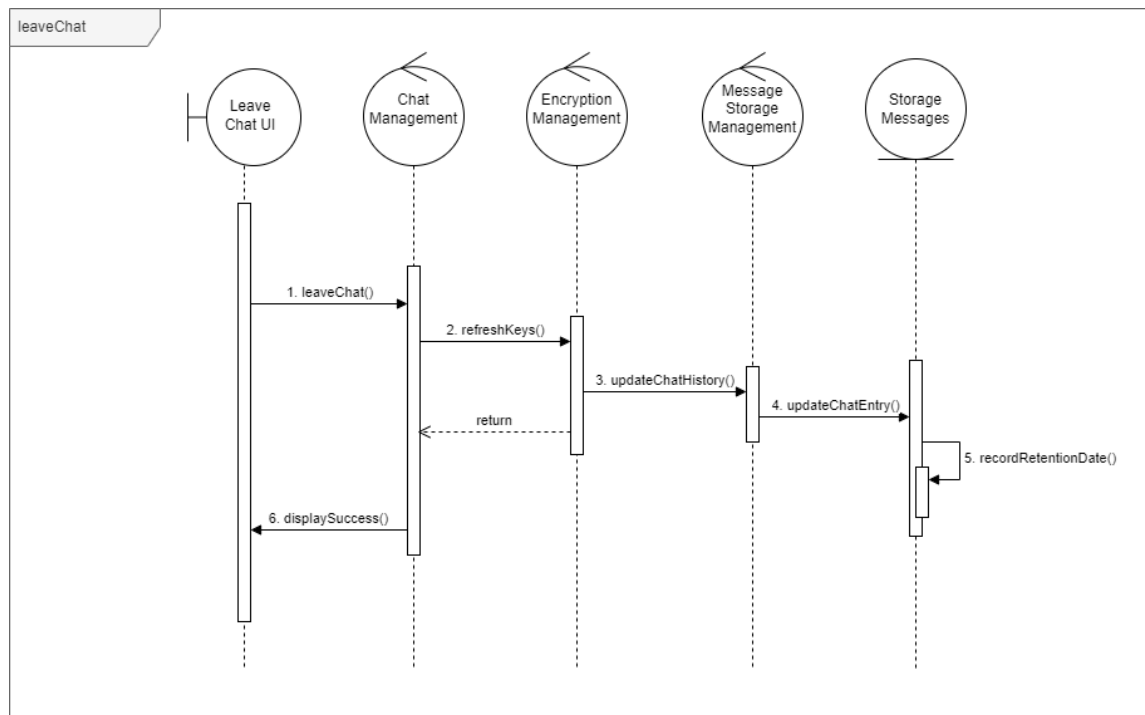 leaveChat
Leave
Chat UI
Chat
Management
Encryption
Management
Message
Storage
Management
Storage
Messages
1. leaveChat()
2. refreshKeys()
3. updateChatHistory()
4. updateChatEntry()
return
5. recordRetentionDate()
6. displaySuccess()